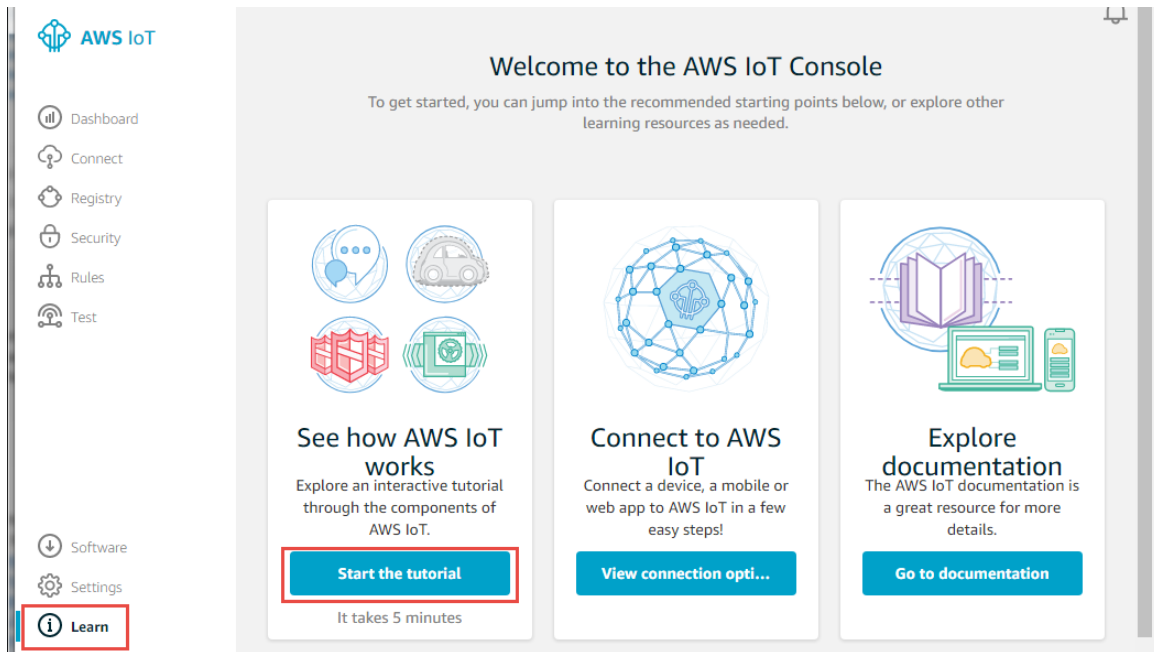 AWS IoT
Dashboard
Connect
Registry
Security
Rules
Test
Software
Settings
Learn
Welcome to the AWS IoT Console
To get started, you can jump into the recommended starting points below, or explore other
learning resources as needed.
See how AWS IoT
works
Explore an interactive tutorial
through the components of
AWS IoT.
Start the tutorial
It takes 5 minutes
Connect to AWS
IoT
Connect a device, a mobile or
web app to AWS IoT in a few
easy steps!
View connection opti...
Explore
documentation
The AWS IoT documentation is
a great resource for more
details.
Go to documentation